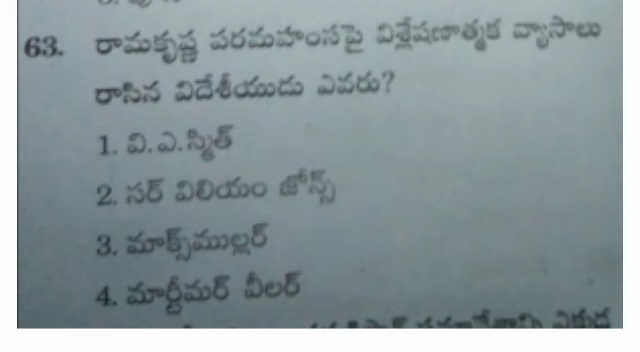 63. రామకృష్ణ పరమహంసపై విశ్లేషణాత్మక వ్యాసాలు
రాసిన విదేశీయుడు ఎవరు?
1. వి.ఎ.స్మిత్
2. సర్ విలియం జోన్స్
3. మాక్స్‌ముల్లర్
4. మార్టీమర్ వీలర్